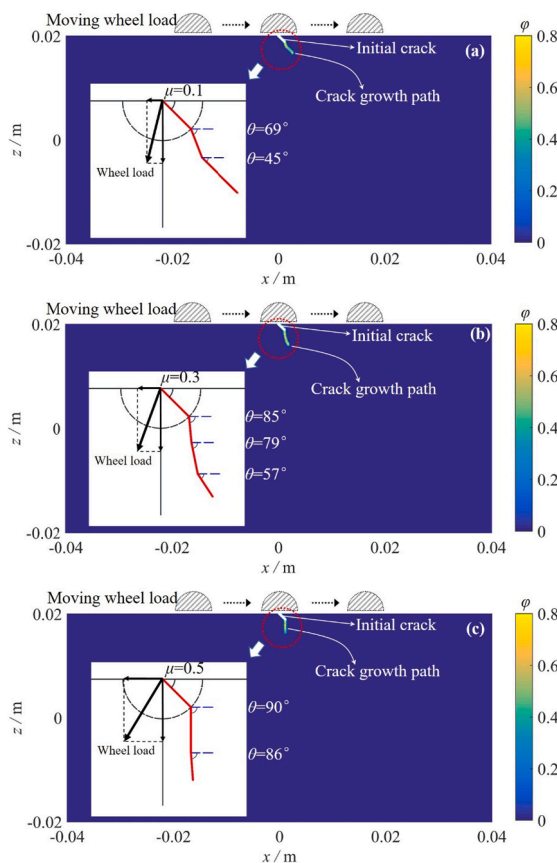 Moving wheel load
φ
0.02
Initial crack
(a)
0.8
Crack growth path
μ=0.1
0.6
z / m
0
θ=69°
0.4
Wheel load
θ=45°
0.2
-0.02
0
-0.04 -0.02 0 0.02 0.04
x / m
Moving wheel load
φ
0.02
Initial crack
(b)
0.8
Crack growth path
μ=0.3
0.6
z / m
θ=85°
0
θ=79°
0.4
Wheel load
θ=57°
0.2
-0.02
0
-0.04 -0.02 0 0.02 0.04
x / m
Moving wheel load
φ
0.02
Initial crack
(c)
0.8
Crack growth path
μ=0.5
0.6
z / m
θ=90°
0
0.4
Wheel load
θ=86°
0.2
-0.02
0
-0.04 -0.02 0 0.02 0.04
x / m